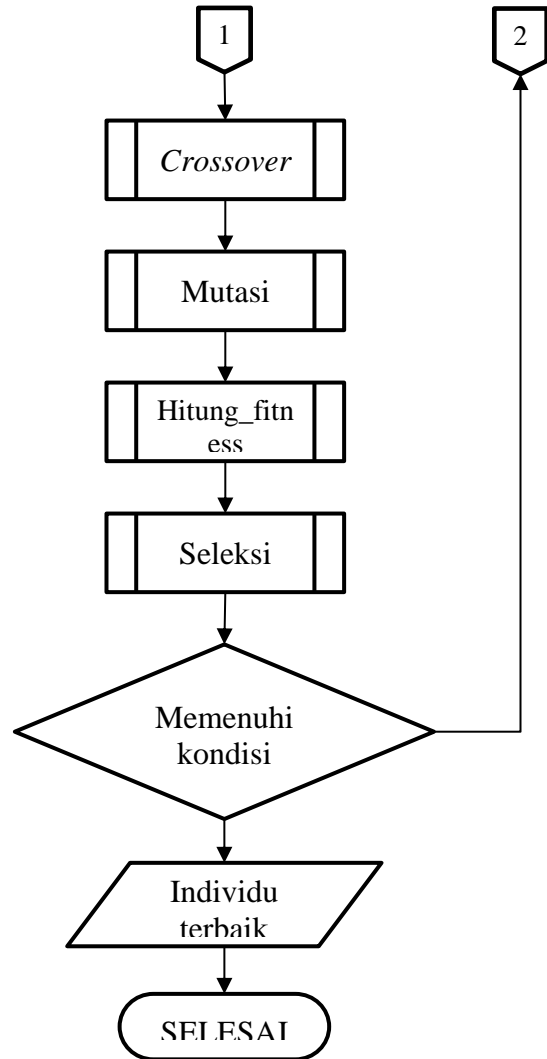 1
2
Crossover
Mutasi
Hitung_fitn
ess
Seleksi
Memenuhi
kondisi
Individu
terbaik
SELESAI